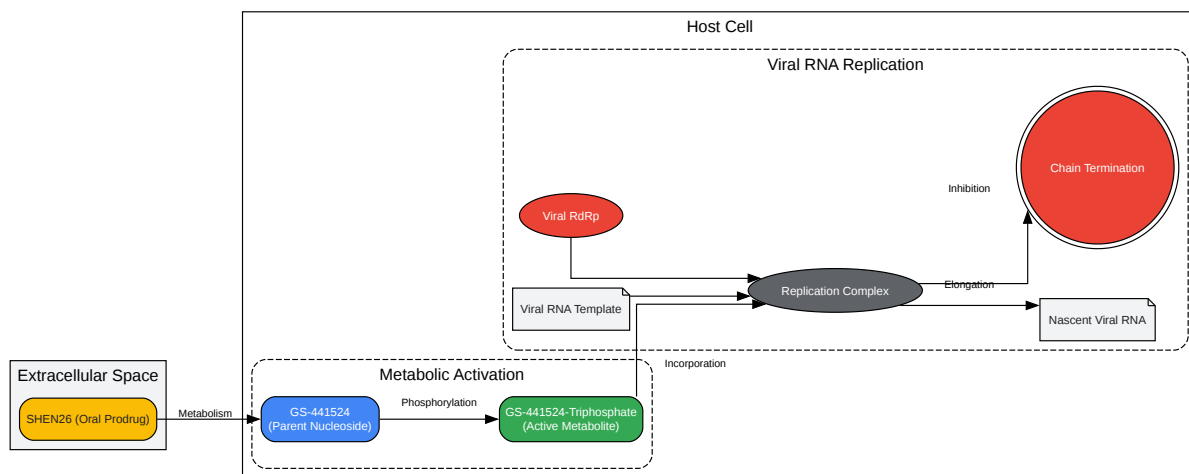 Host Cell
Viral RNA Replication
Chain Termination
Inhibition
Viral RdRp
Elongation
Replication Complex
Viral RNA Template
Nascent Viral RNA
Incorporation
Extracellular Space
Metabolic Activation
SHEN26 (Oral Prodrug)
Metabolism
GS-441524
(Parent Nucleoside)
Phosphorylation
GS-441524-Triphosphate
(Active Metabolite)